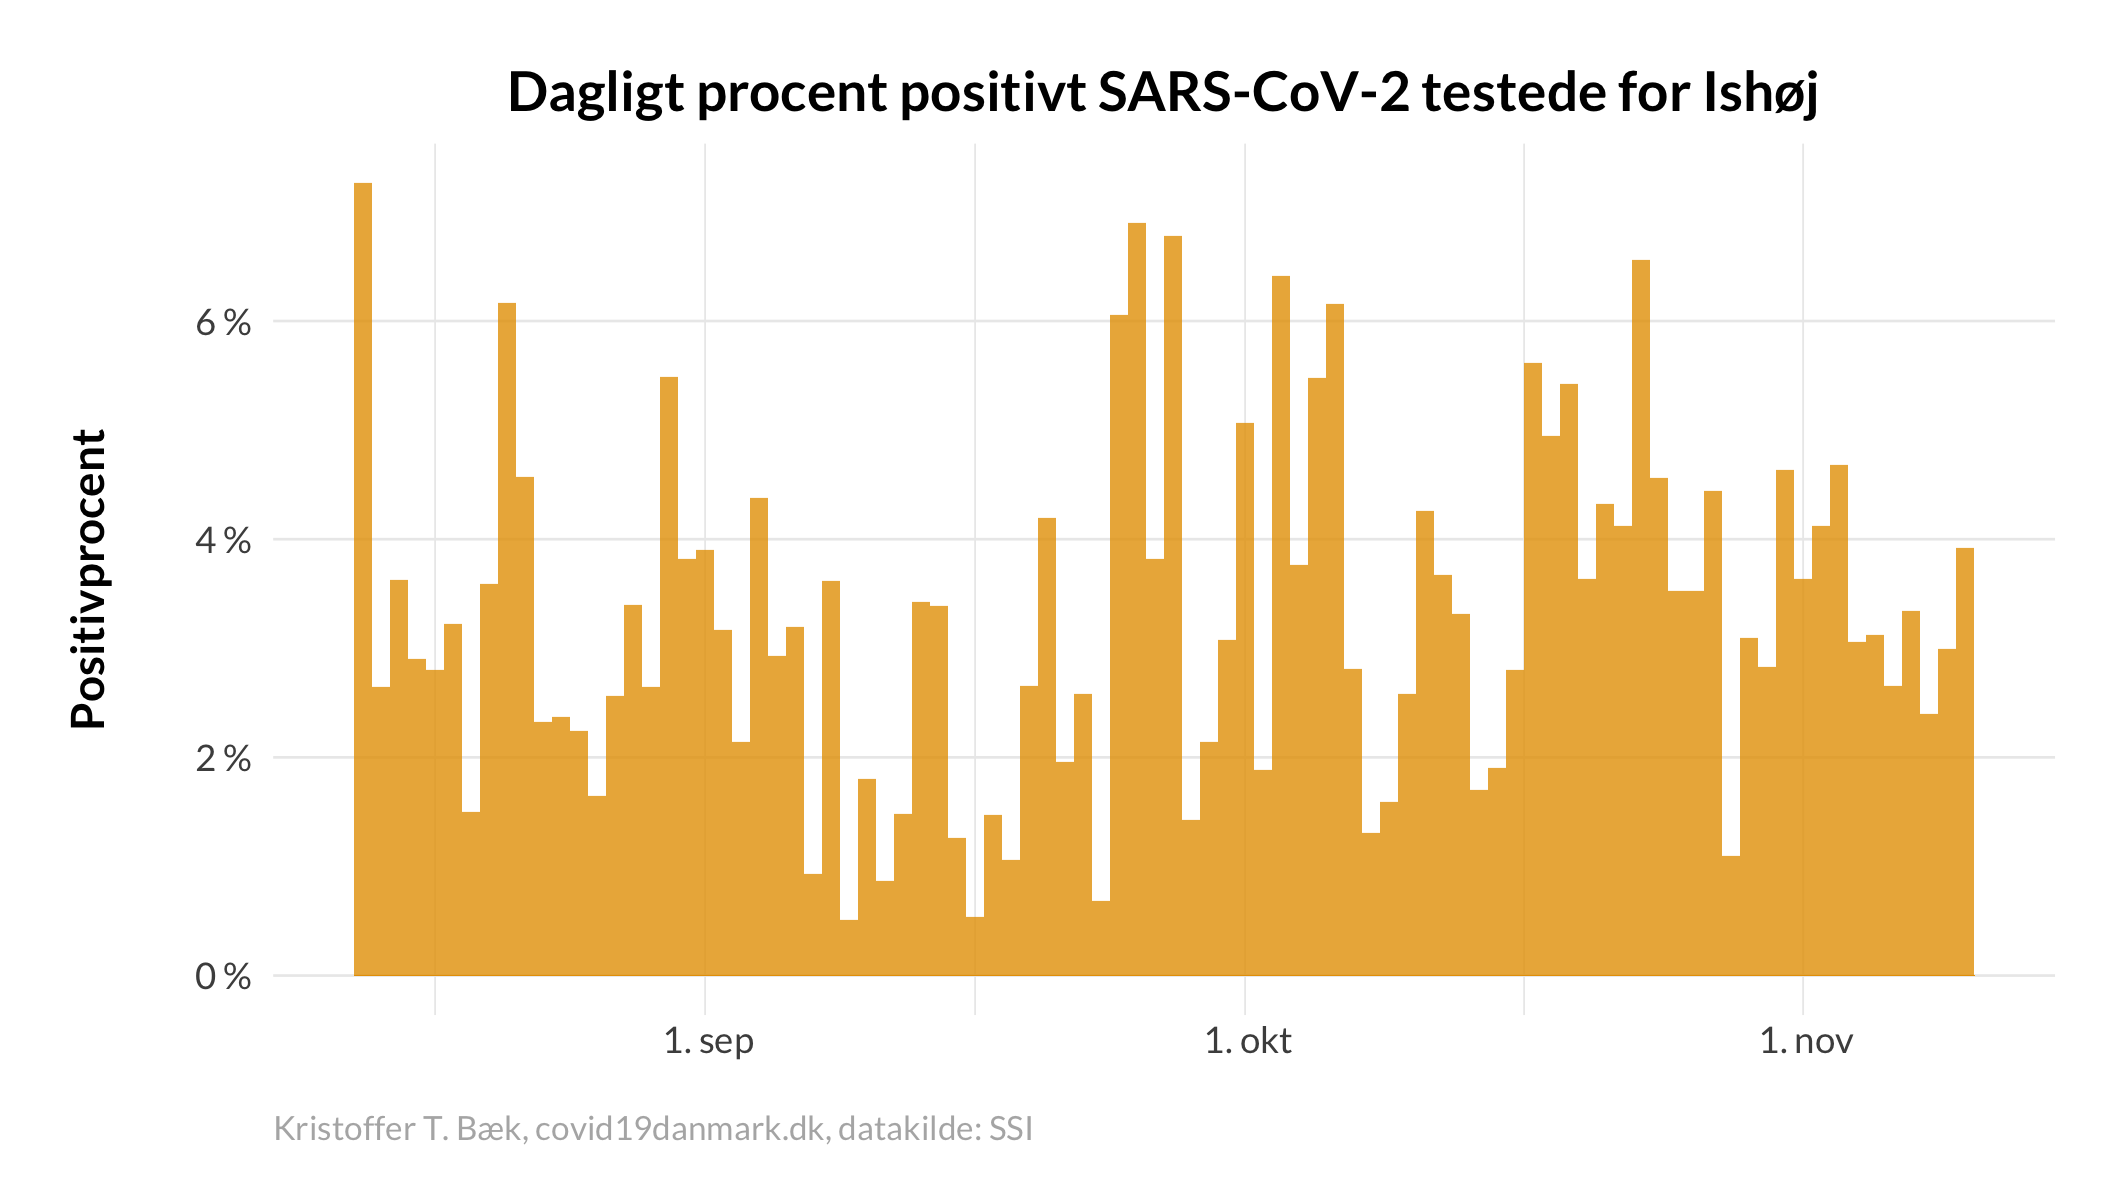 Dagligt procent positivt SARS-CoV-2 testede for Ishøj
Positivprocent
6 %
4 %
2 %
0 %
1. sep
1. okt
1. nov
Kristoffer T. Bæk, covid19danmark.dk, datakilde: SSI